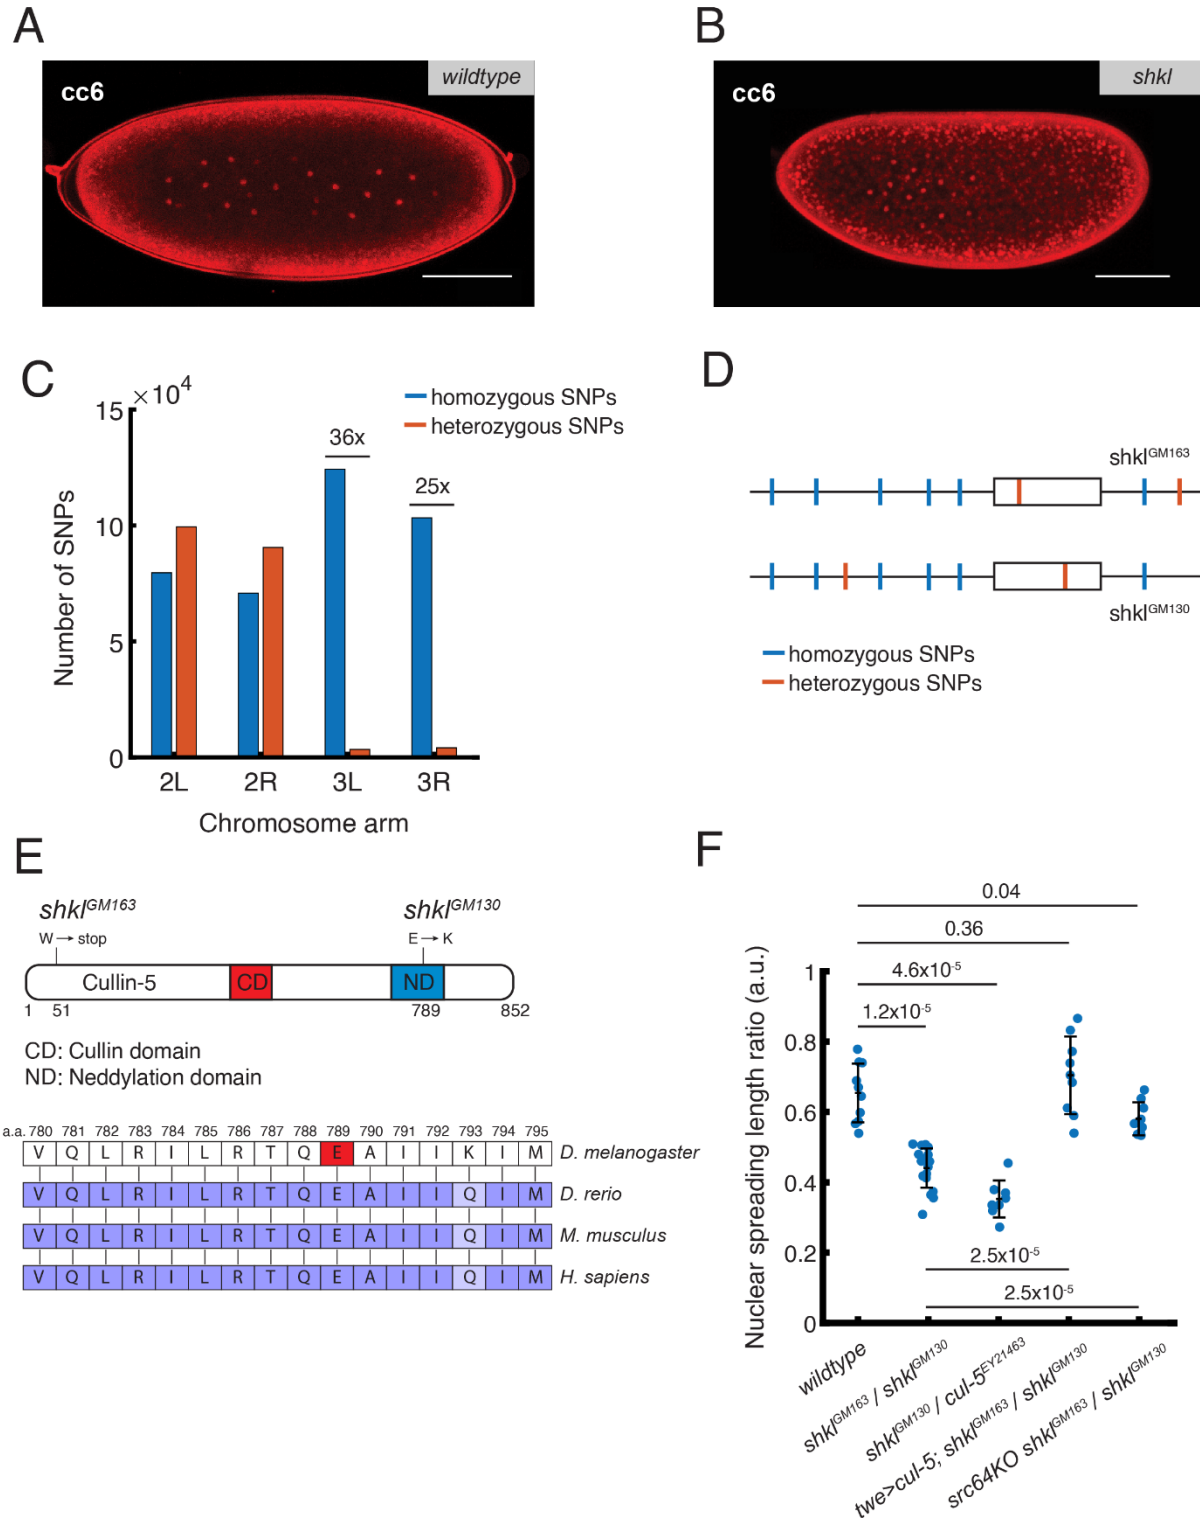 A
B
cc6
wildtype
cc6
shkl
C
×10⁴
Number of SNPs
15
10
5
0
homozygous SNPs
heterozygous SNPs
36x
25x
2L 2R 3L 3R
Chromosome arm
D
shkl^GM163
shkl^GM130
homozygous SNPs
heterozygous SNPs
E
shkl^GM163 shkl^GM130
W → stop E → K
Cullin-5 CD ND
1 51 789 852
CD: Cullin domain
ND: Neddylation domain
a.a. 780 781 782 783 784 785 786 787 788 789 790 791 792 793 794 795
V Q L R I L R T Q E A I I K I M D. melanogaster
V Q L R I L R T Q E A I I Q I M D. rerio
V Q L R I L R T Q E A I I Q I M M. musculus
V Q L R I L R T Q E A I I Q I M H. sapiens
F
Nuclear spreading length ratio (a.u.)
0.04
0.36
4.6x10⁻⁵
1.2x10⁻⁵
1
0.8
0.6
0.4
0.2
0
2.5x10⁻⁵
2.5x10⁻⁵
wildtype
shkl^GM163 / shkl^GM130
shkl^GM130 / cul-5^EY21463
twe>cul-5; shkl^GM163 / shkl^GM130
src64KO shkl^GM163 / shkl^GM130